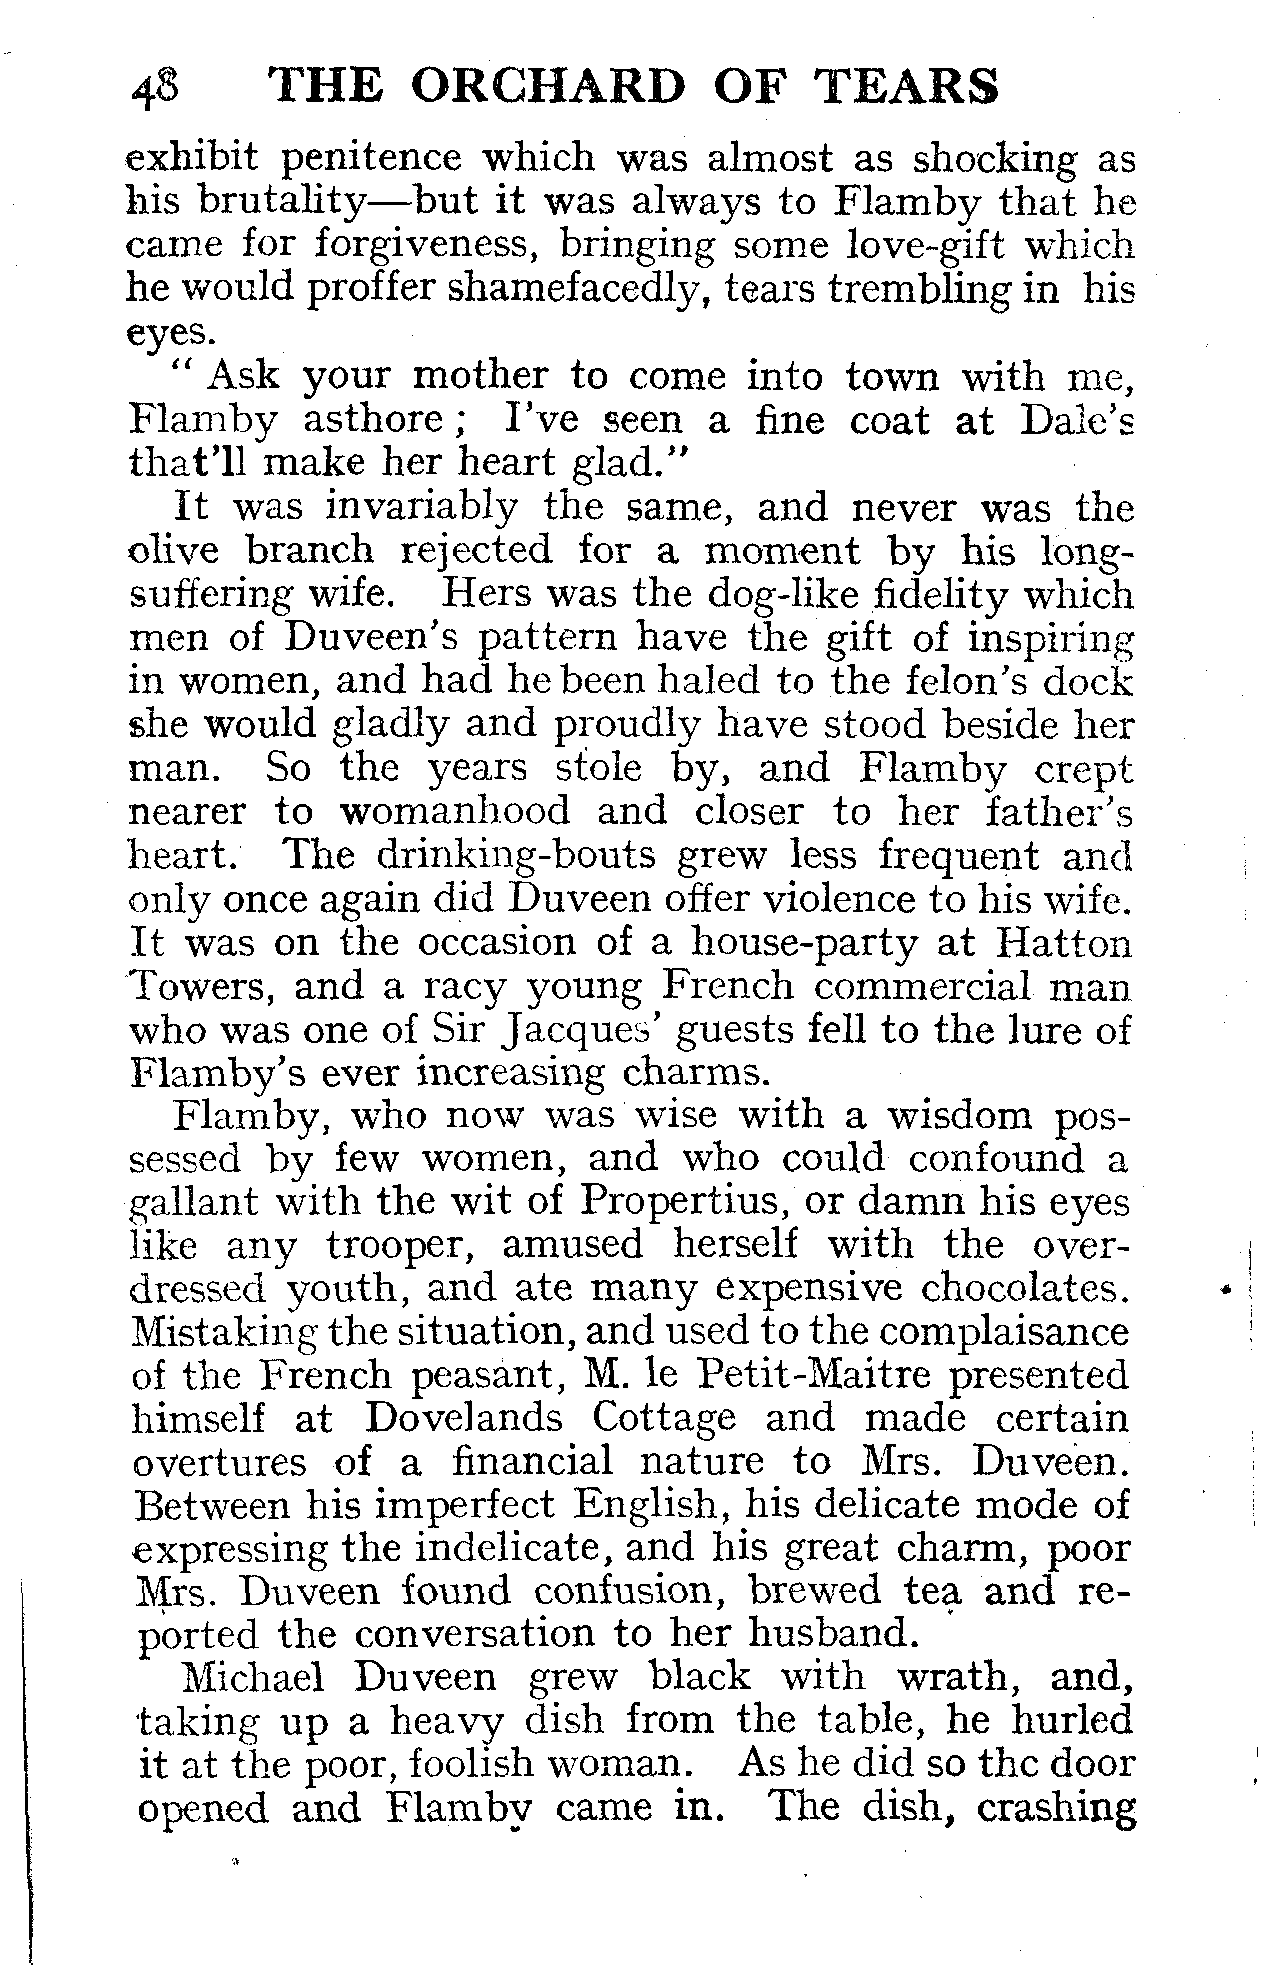 48 THE ORCHARD OF TEARS
exhibit penitence which was almost as shocking as
his brutality—but it was always to Flamby that he
came for forgiveness, bringing some love-gift which
he would proffer shamefacedly, tears trembling in his
eyes.
“ Ask your mother to come into town with me,
Flamby asthore ; I've seen a fine coat at Dale's
that'll make her heart glad.”
It was invariably the same, and never was the
olive branch rejected for a moment by his long-
suffering wife. Hers was the dog-like fidelity which
men of Duveen's pattern have the gift of inspiring
in women, and had he been haled to the felon's dock
she would gladly and proudly have stood beside her
man. So the years stole by, and Flamby crept
nearer to womanhood and closer to her father's
heart. The drinking-bouts grew less frequent and
only once again did Duveen offer violence to his wife.
It was on the occasion of a house-party at Hatton
Towers, and a racy young French commercial man
who was one of Sir Jacques' guests fell to the lure of
Flamby's ever increasing charms.
Flamby, who now was wise with a wisdom pos-
sessed by few women, and who could confound a
gallant with the wit of Propertius, or damn his eyes
like any trooper, amused herself with the over-
dressed youth, and ate many expensive chocolates.
Mistaking the situation, and used to the complaisance
of the French peasant, M. le Petit-Maitre presented
himself at Dovelands Cottage and made certain
overtures of a financial nature to Mrs. Duveen.
Between his imperfect English, his delicate mode of
expressing the indelicate, and his great charm, poor
Mrs. Duveen found confusion, brewed tea and re-
ported the conversation to her husband.
Michael Duveen grew black with wrath, and,
taking up a heavy dish from the table, he hurled
it at the poor, foolish woman. As he did so the door
opened and Flamby came in. The dish, crashing